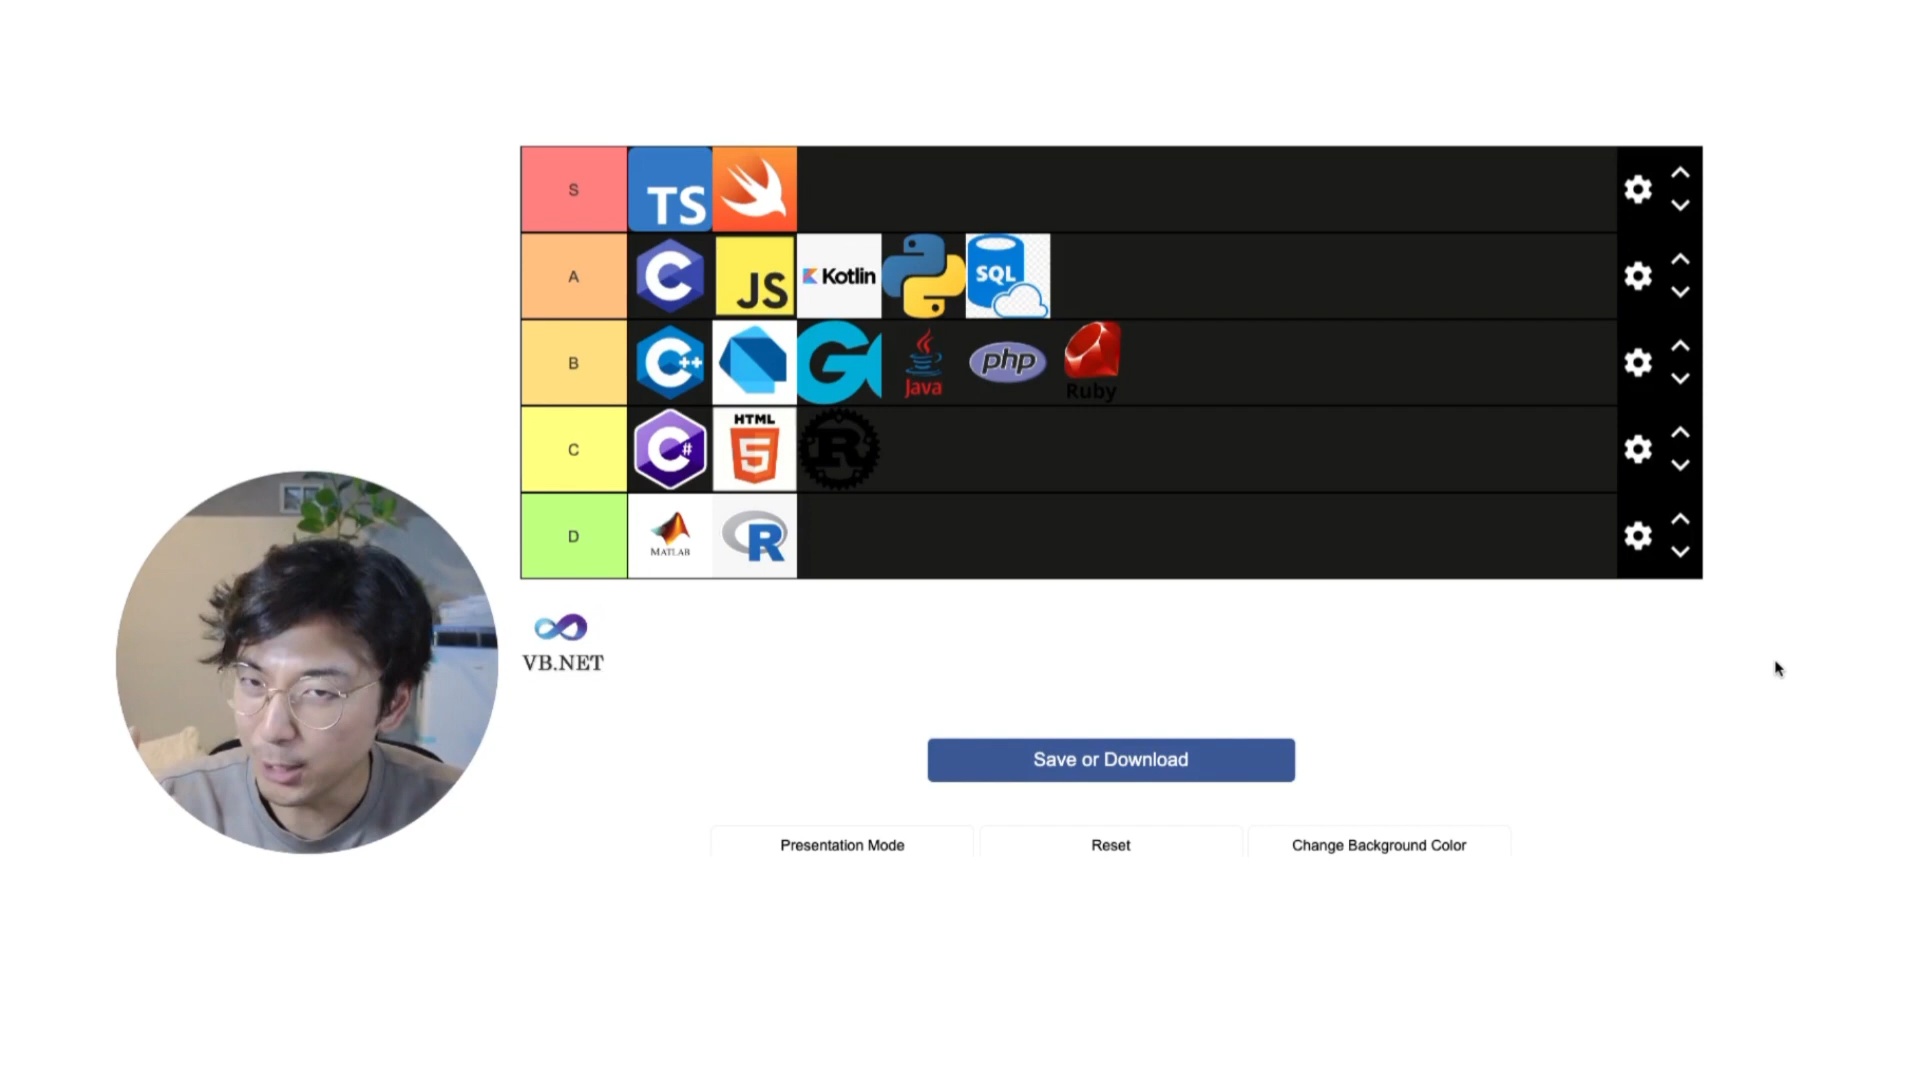 S
TS
A
C
JS
Kotlin
SQL
B
C++
G
Java
php
Ruby
C
C#
HTML
5
R
D
MATLAB
R
VB.NET
Save or Download
Presentation Mode
Reset
Change Background Color